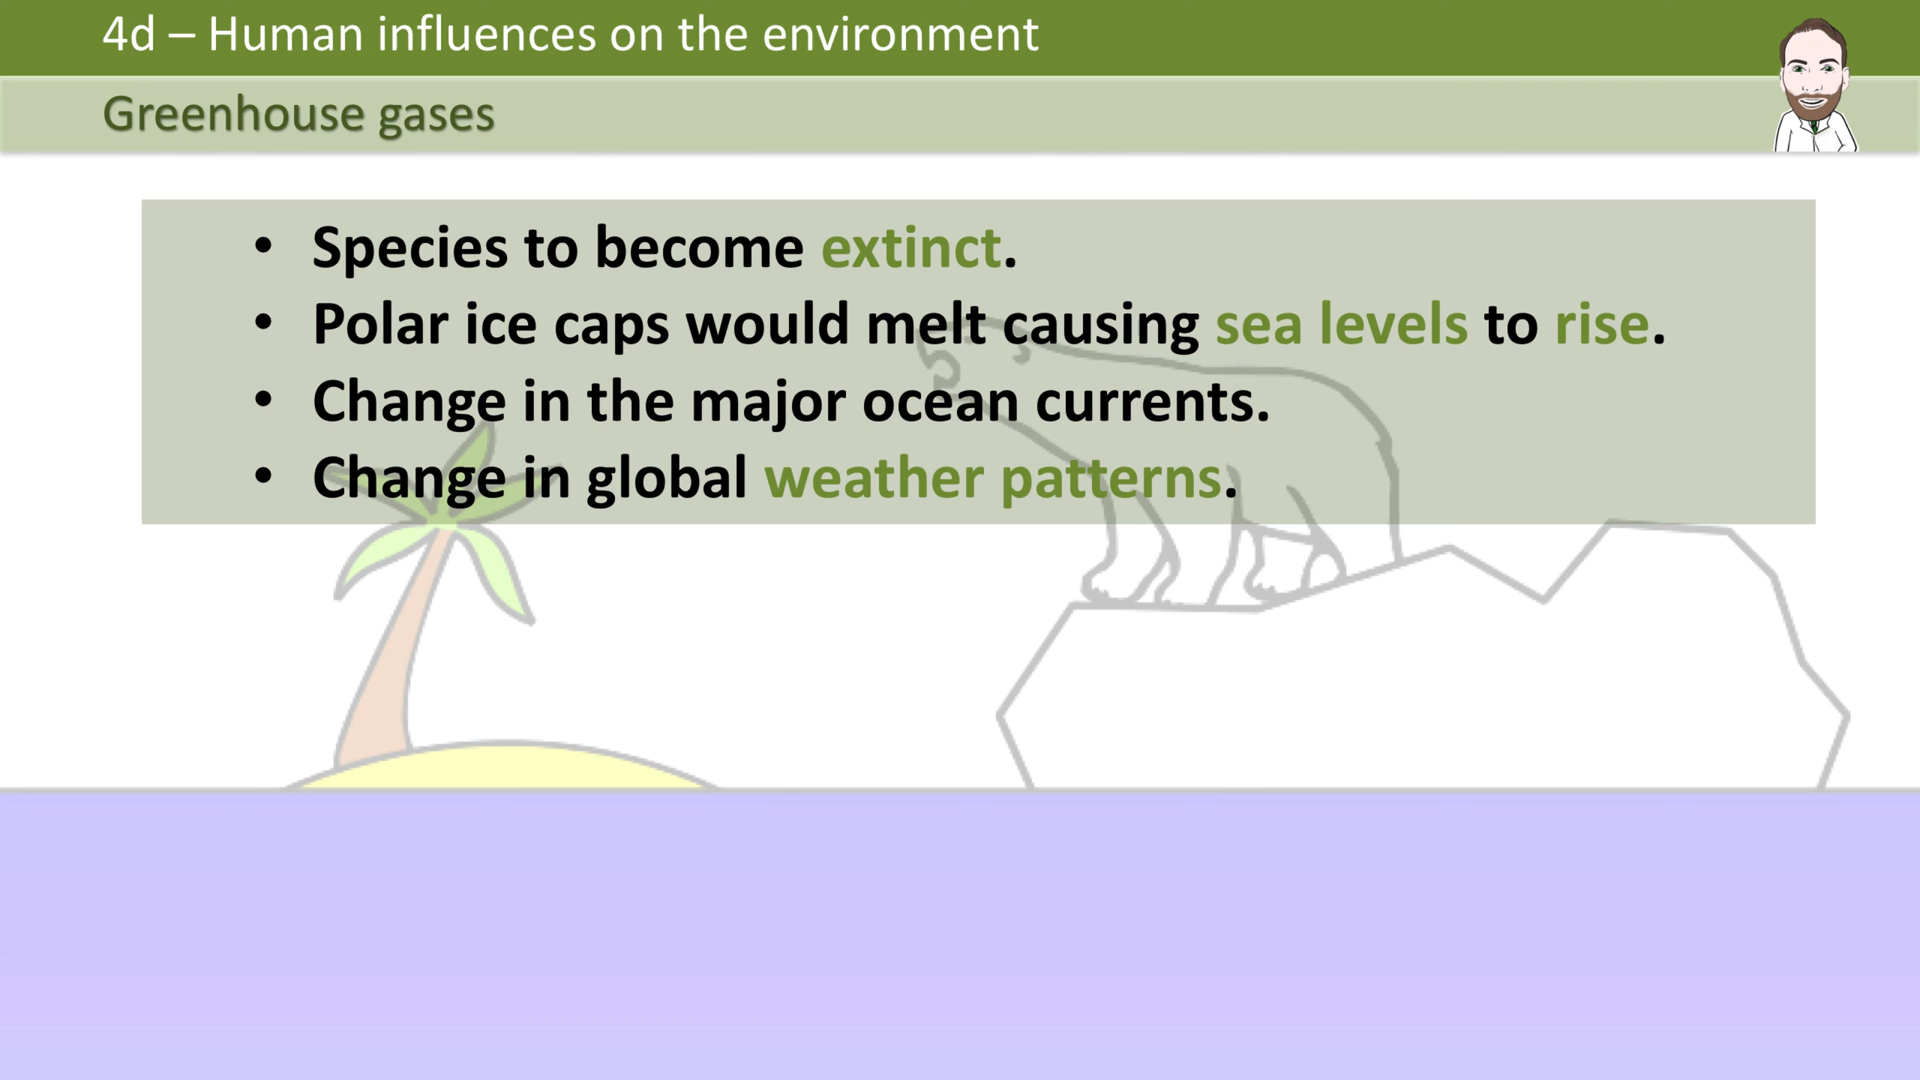 4d – Human influences on the environment
Greenhouse gases
• Species to become extinct.
• Polar ice caps would melt causing sea levels to rise.
• Change in the major ocean currents.
• Change in global weather patterns.